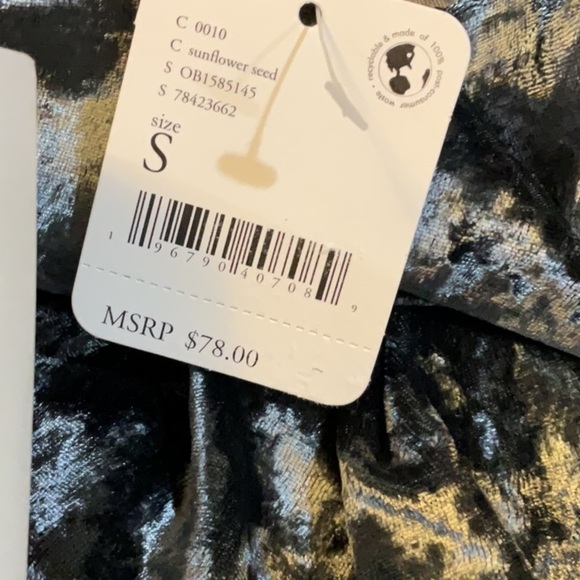 C 0010
C sunflower seed
S OB1585145
S 78423662
size
S
recyclable & made of 100% post-consumer waste
1 96790 40708 9
MSRP $78.00